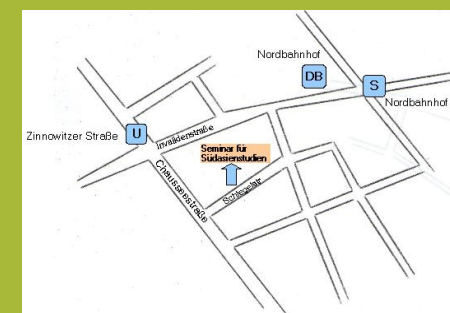 Nordbahnhof
DB
S
Nordbahnhof
Zinnowitzer Straße
U
Invalidenstraße
Seminar für
Südasienstudien
Schlegelstr.
Chausseestraße